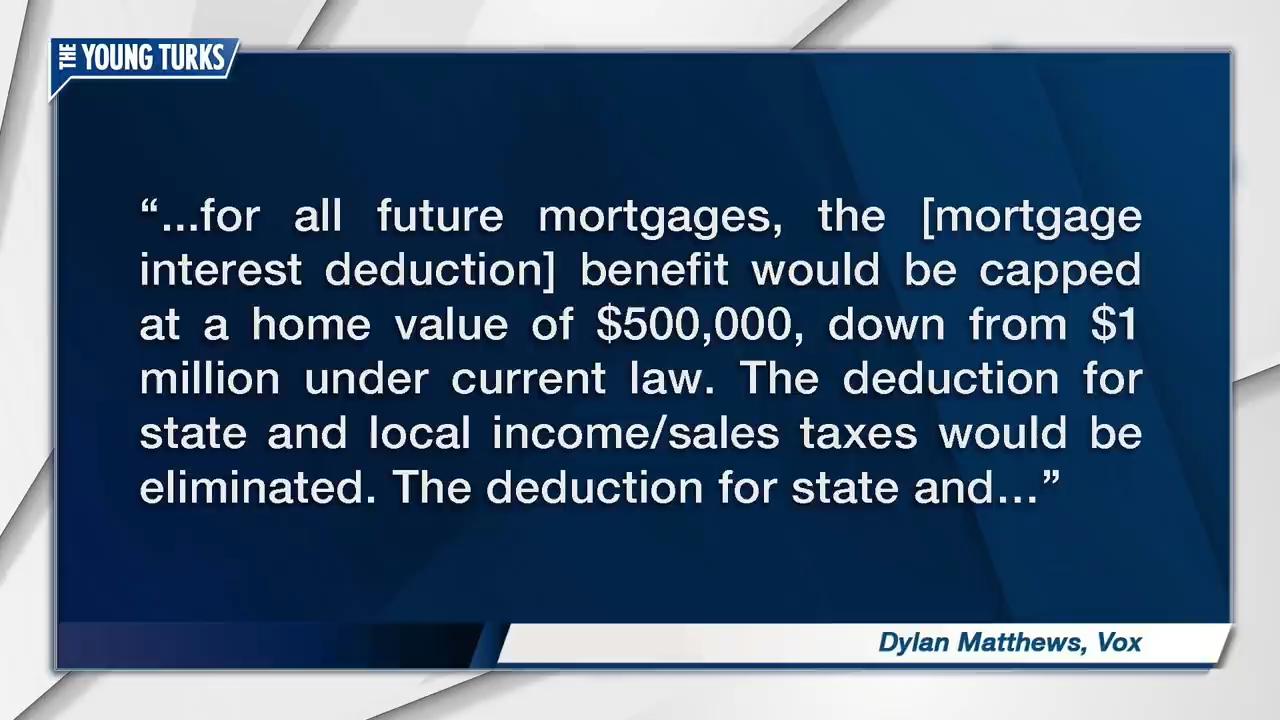 THE YOUNG TURKS
“...for all future mortgages, the [mortgage
interest deduction] benefit would be capped
at a home value of $500,000, down from $1
million under current law. The deduction for
state and local income/sales taxes would be
eliminated. The deduction for state and...”
Dylan Matthews, Vox